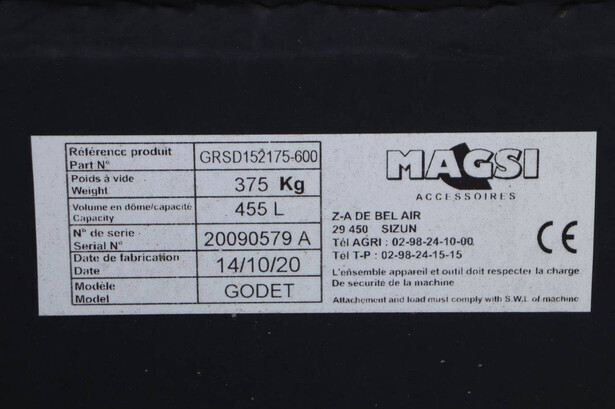 Référence produit
Part N°
GRSD152175-600
Poids à vide
Weight
375 Kg
Volume en dôme/capacité
Capacity
455 L
N° de serie
Serial N°
20090579 A
Date de fabrication
Date
14/10/20
Modèle
Model
GODET
MAGSI
ACCESSOIRES
Z-A DE BEL AIR
29 450 SIZUN
Tél AGRI : 02-98-24-10-00
Tel T-P : 02-98-24-15-15
L'énsemble appareil et outil doit respecter la charge
De sécurité de la machine
Attachement and load must comply with S.W.L of machine
CE